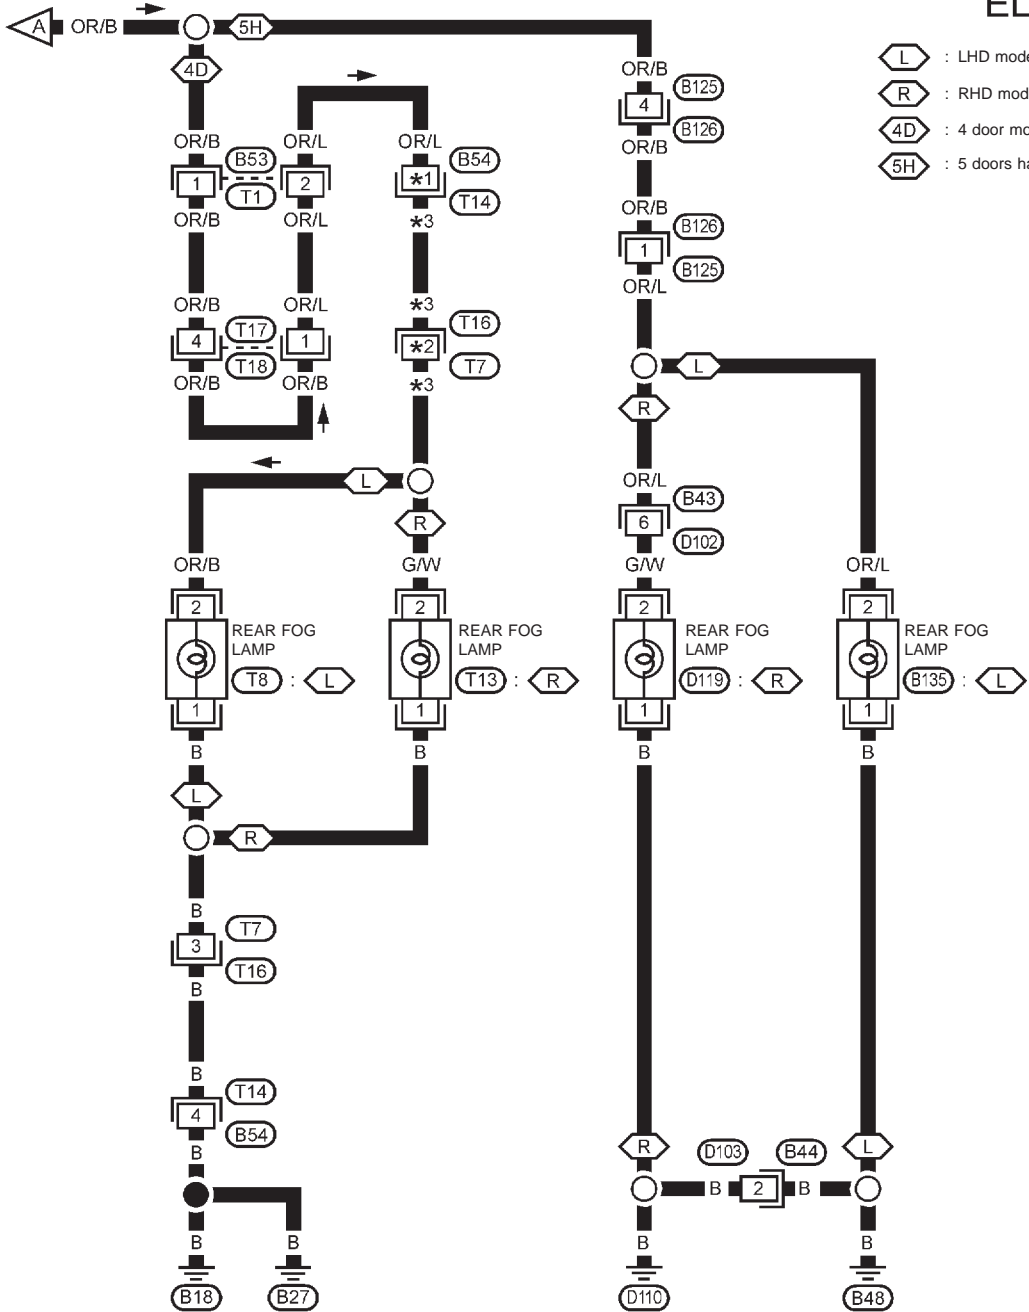 EL
A OR/B 5H
4D
L : LHD mode
R : RHD mod
4D : 4 door mo
5H : 5 doors ha
OR/B B125
4
B126
OR/B
OR/B OR/L OR/L
B53 B54
1 2 *1
T1 T14
OR/B OR/L *3
OR/B B126
1
B125
OR/L
OR/B OR/L *3
T17 T16
4 1 *2
T18 T7
OR/B OR/B *3
L
R
L
R
OR/L B43
6
D102
OR/B G/W G/W OR/L
2 2 2 2
REAR FOG REAR FOG REAR FOG REAR FOG
LAMP LAMP LAMP LAMP
T8 : L T13 : R D119 : R B135 : L
1 1 1 1
B B B B
L
R
B T7
3
T16
B
B T14
4
B54
B
R D103 B44 L
B 2 B
B B B B
B18 B27 D110 B48